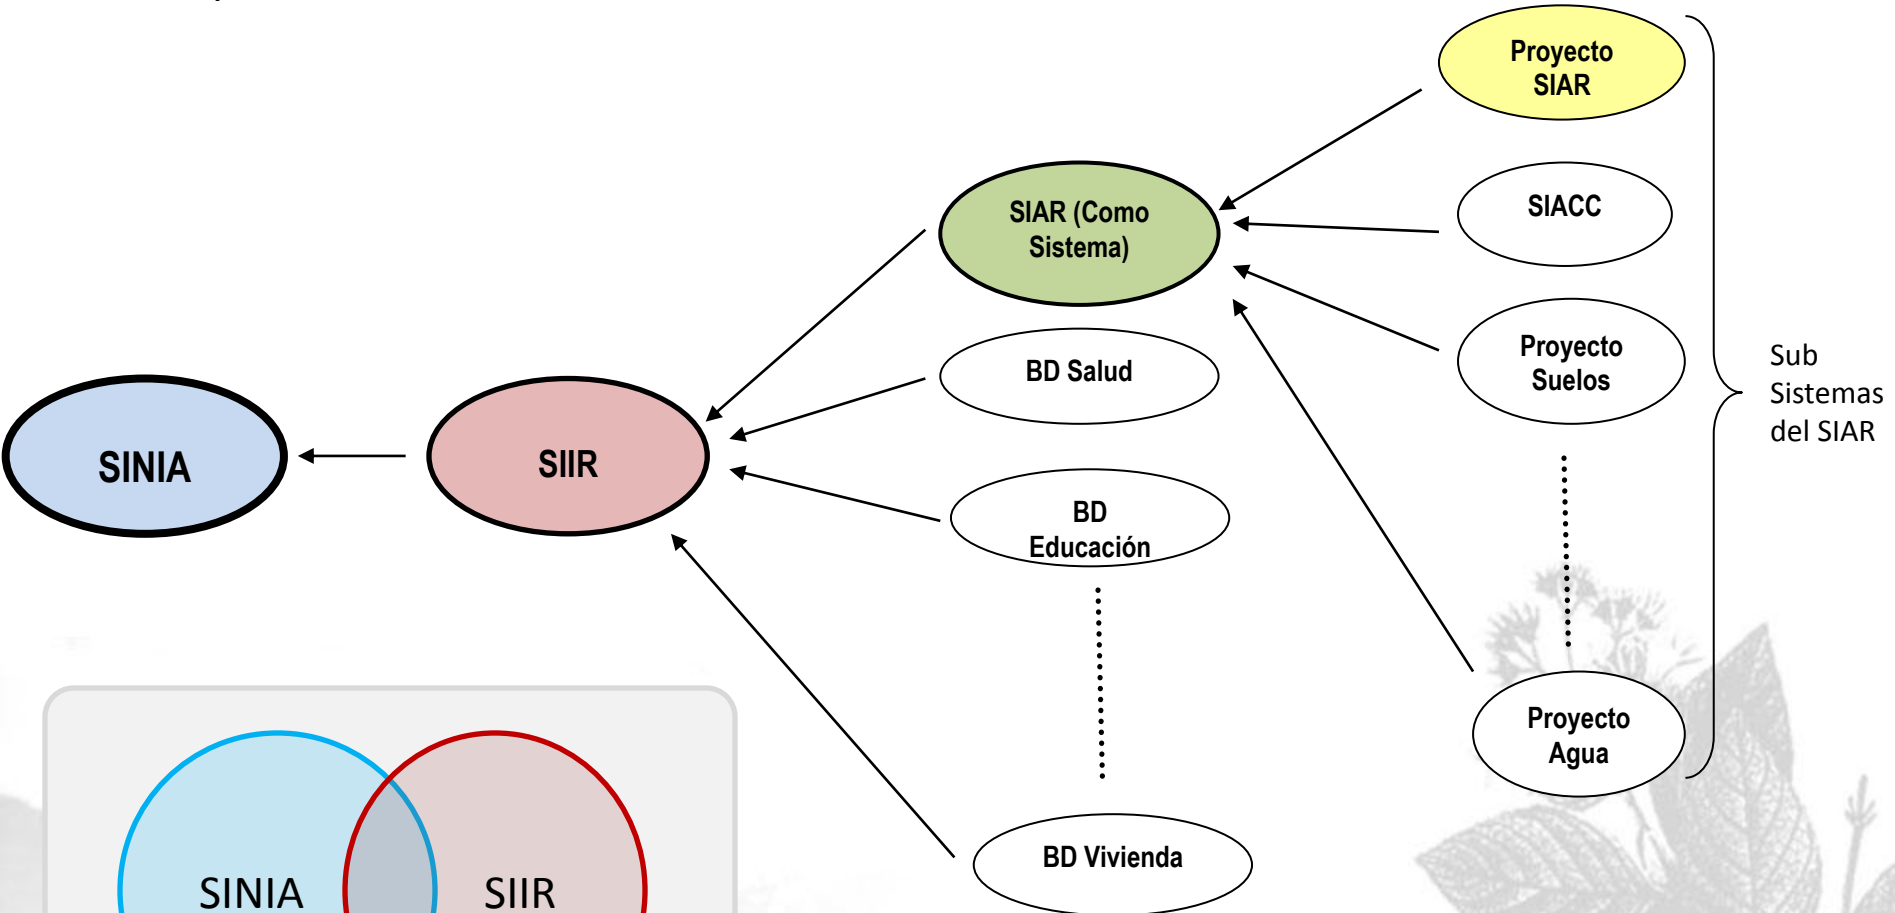 Proyecto
SIAR
SIAR (Como
Sistema)
SIACC
Proyecto
Suelos
BD Salud
Sub
Sistemas
del SIAR
SINIA
SIIR
BD
Educación
Proyecto
Agua
BD Vivienda
SINIA
SIIR